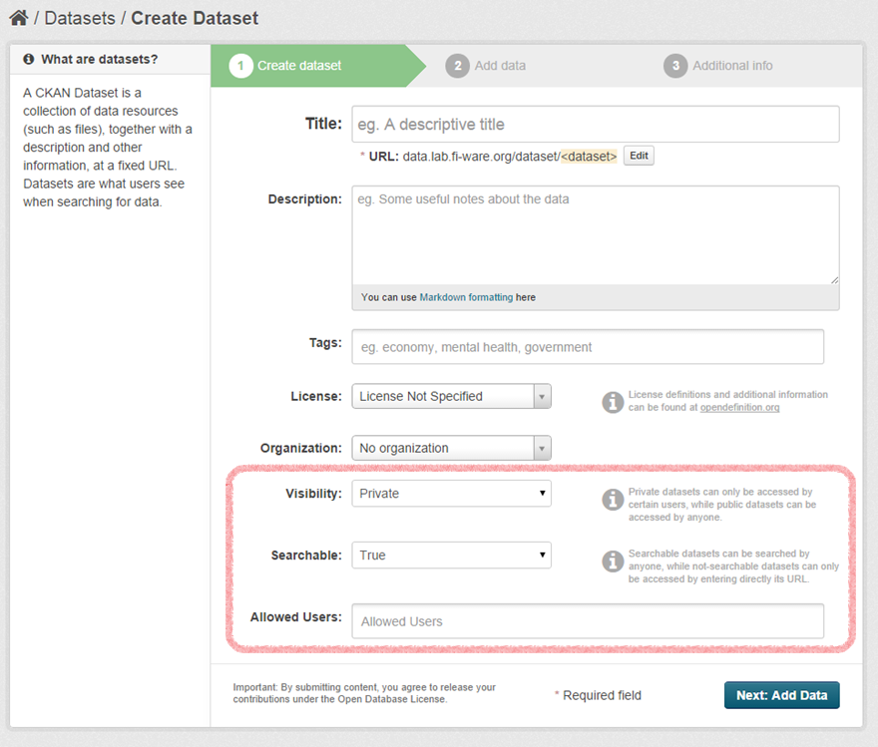 / Datasets / Create Dataset
What are datasets?
A CKAN Dataset is a
collection of data resources
(such as files), together with a
description and other
information, at a fixed URL.
Datasets are what users see
when searching for data.
1 Create dataset
2 Add data
3 Additional info
Title: eg. A descriptive title
* URL: data.lab.fi-ware.org/dataset/<dataset> Edit
Description: eg. Some useful notes about the data
You can use Markdown formatting here
Tags: eg. economy, mental health, government
License: License Not Specified
License definitions and additional information
can be found at opendefinition.org
Organization: No organization
Visibility: Private
Private datasets can only be accessed by
certain users, while public datasets can be
accessed by anyone.
Searchable: True
Searchable datasets can be searched by
anyone, while not-searchable datasets can only
be accessed by entering directly its URL.
Allowed Users: Allowed Users
Important: By submitting content, you agree to release your
contributions under the Open Database License.
* Required field
Next: Add Data